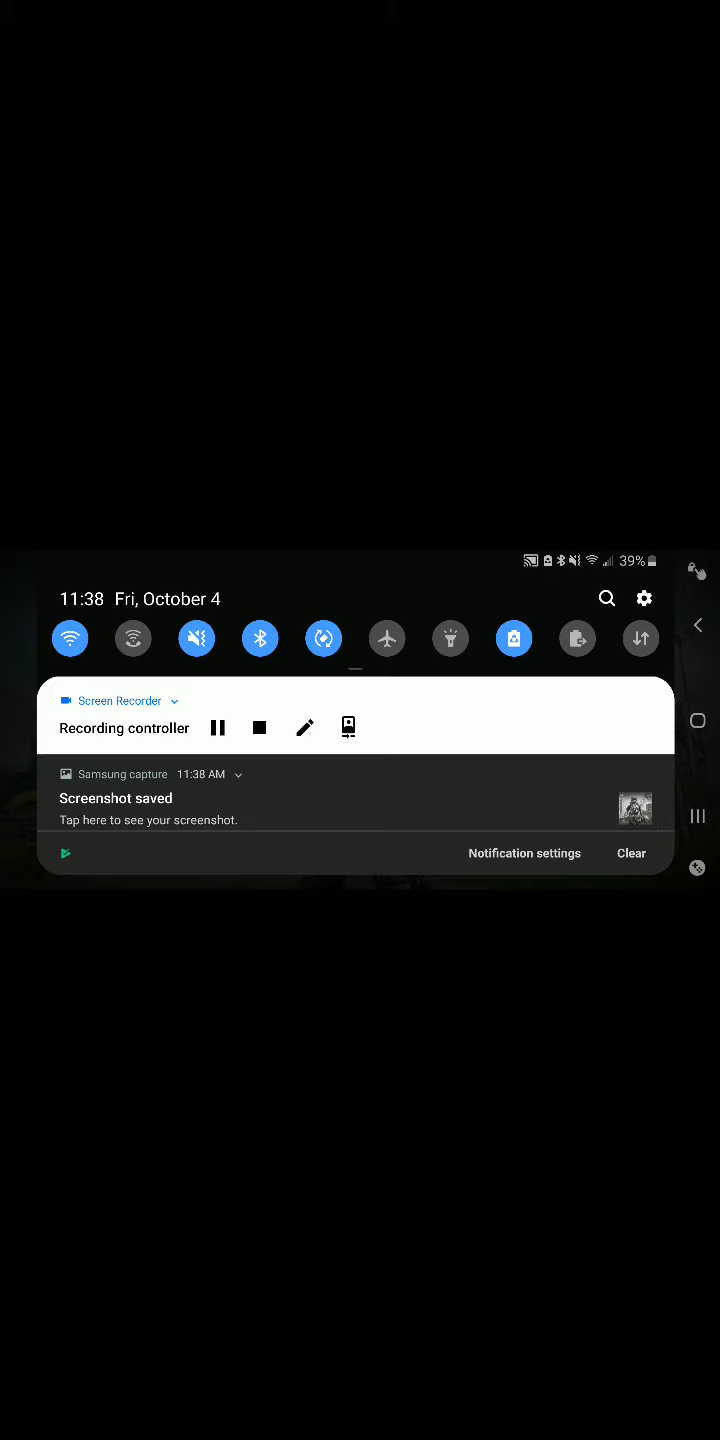 39%
11:38 Fri, October 4
Screen Recorder
Recording controller
Samsung capture 11:38 AM
Screenshot saved
Tap here to see your screenshot.
Notification settings Clear